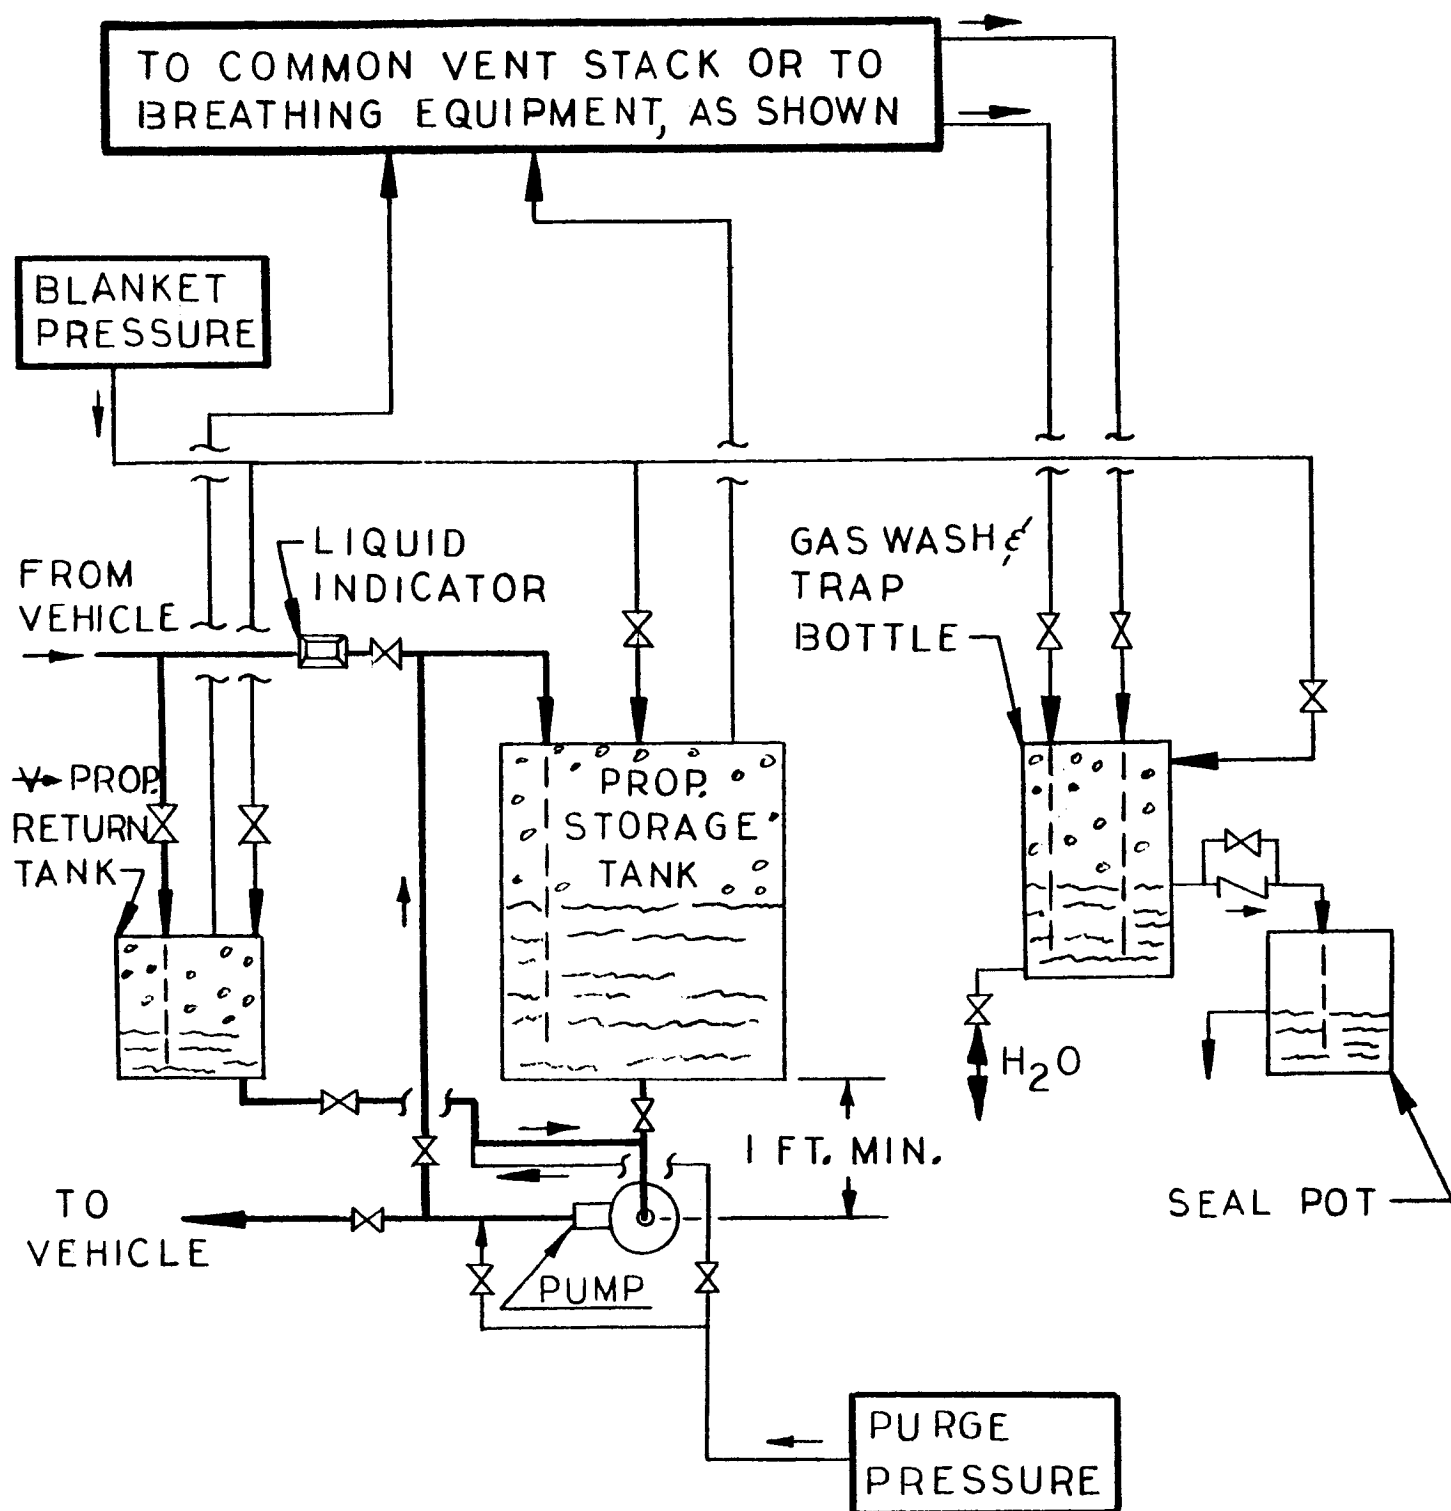 TO COMMON VENT STACK OR TO
BREATHING EQUIPMENT, AS SHOWN
BLANKET
PRESSURE
FROM
VEHICLE
LIQUID
INDICATOR
GAS WASH &
TRAP
BOTTLE
PROP.
RETURN
TANK
PROP.
STORAGE
TANK
H2O
1 FT. MIN.
SEAL POT
TO
VEHICLE
PUMP
PURGE
PRESSURE